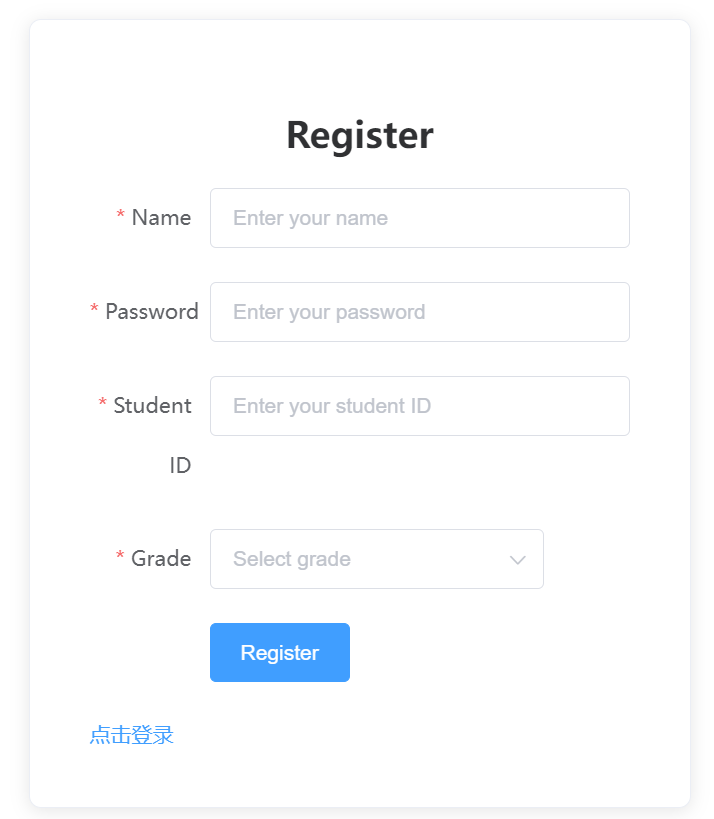 Register
* Name Enter your name
* Password Enter your password
* Student Enter your student ID
ID
* Grade Select grade
Register
点击登录